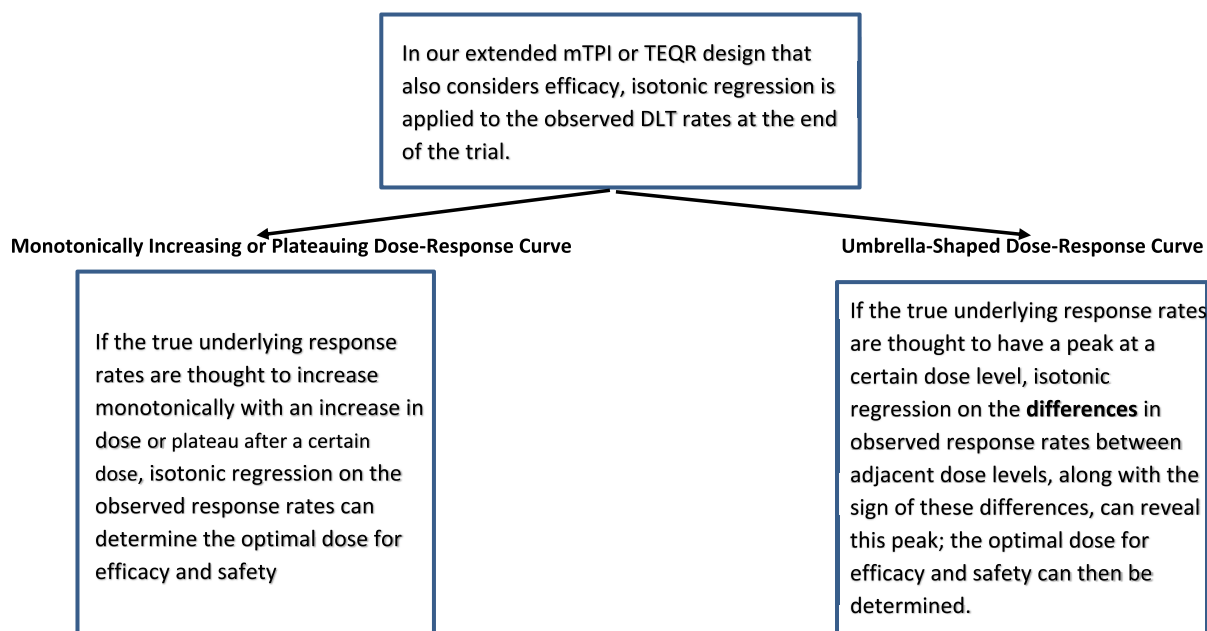 In our extended mTPI or TEQR design that
also considers efficacy, isotonic regression is
applied to the observed DLT rates at the end
of the trial.
Monotonically Increasing or Plateauing Dose-Response Curve
If the true underlying response
rates are thought to increase
monotonically with an increase in
dose or plateau after a certain
dose, isotonic regression on the
observed response rates can
determine the optimal dose for
efficacy and safety
Umbrella-Shaped Dose-Response Curve
If the true underlying response rates
are thought to have a peak at a
certain dose level, isotonic
regression on the differences in
observed response rates between
adjacent dose levels, along with the
sign of these differences, can reveal
this peak; the optimal dose for
efficacy and safety can then be
determined.